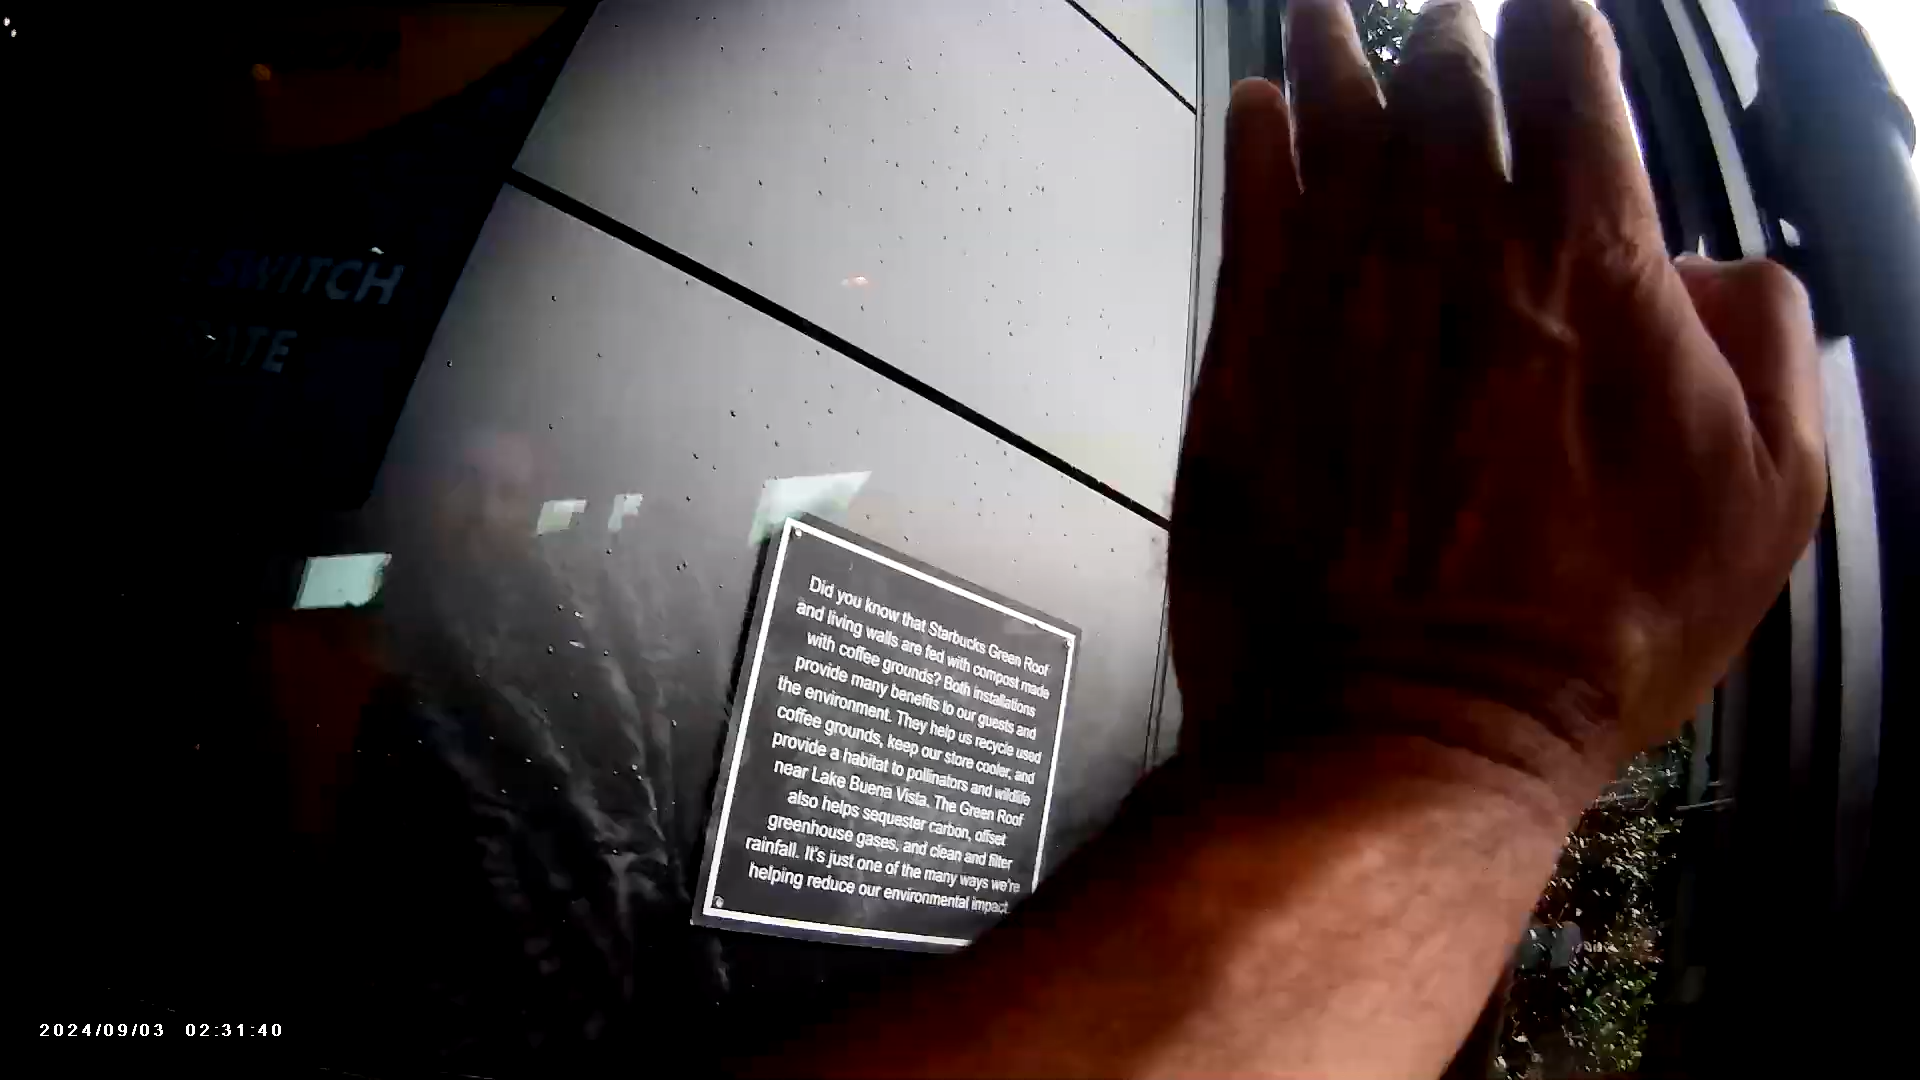 SWITCH
Did you know that Starbucks Green Roof
and living walls are fed with compost made
with coffee grounds? Both installations
provide many benefits to our guests and
the environment. They help us recycle used
coffee grounds, keep our store cooler, and
provide a habitat to pollinators and wildlife
near Lake Buena Vista. The Green Roof
also helps sequester carbon, offset
greenhouse gases, and clean and filter
rainfall. It's just one of the many ways we're
helping reduce our environmental impact.
2024/09/03 02:31:40